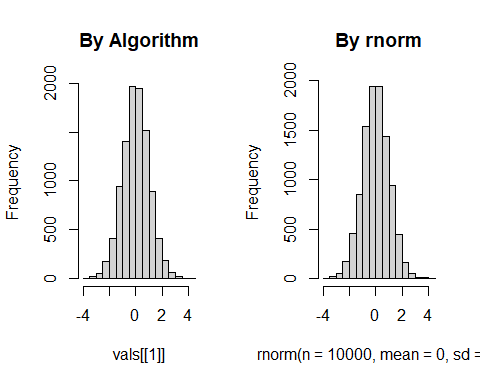 By Algorithm
Frequency
0
500
1000
2000
-4
0
2
4
vals[[1]]
By rnorm
Frequency
0
500
1000
1500
2000
-4
0
2
4
rnorm(n = 10000, mean = 0, sd =